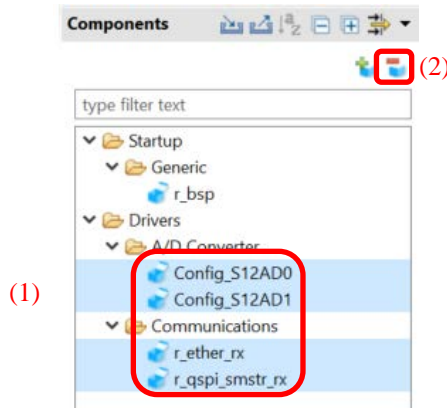 Components
(2)
type filter text
Startup
Generic
r_bsp
Drivers
A/D Converter
Config_S12AD0
(1)
Config_S12AD1
Communications
r_ether_rx
r_qspi_smstr_rx